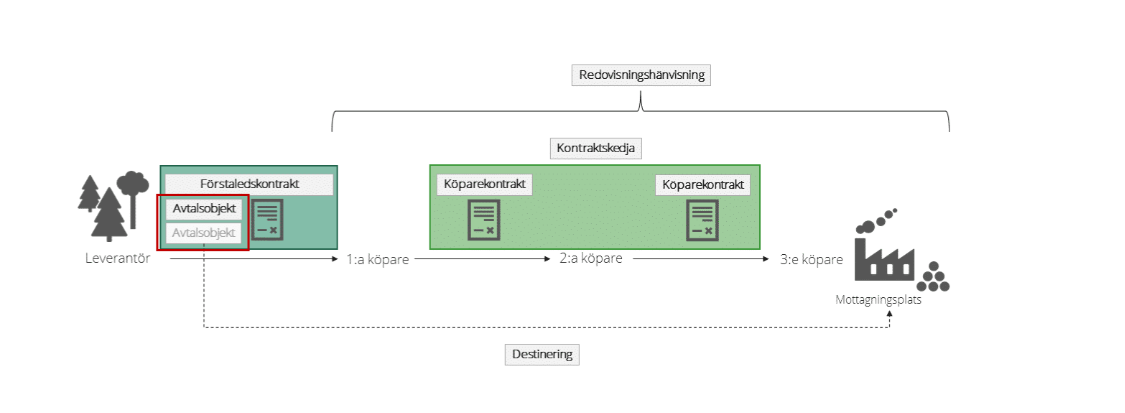 Redovisningshänvisning
Kontraktskedja
Förstaledskontrakt
Avtalsobjekt
Avtalsobjekt
Köparekontrakt
Köparekontrakt
Leverantör
1:a köpare
2:a köpare
3:e köpare
Mottagningsplats
Destinering